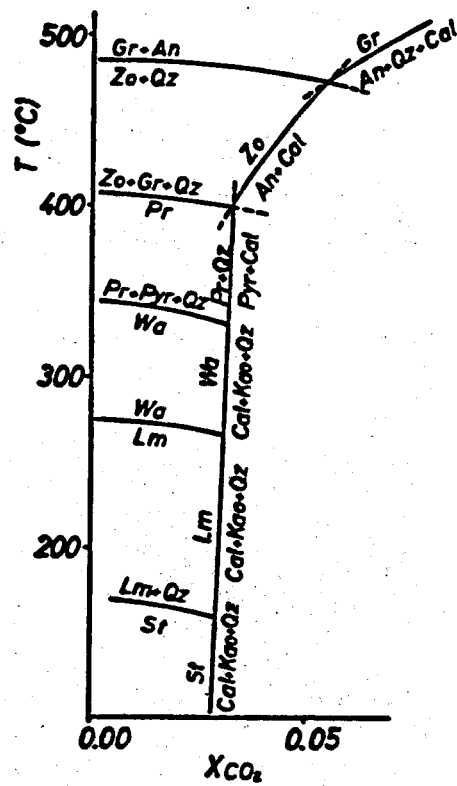 500
Gr+An
Zo+Qz
Gr
An+Qz+Cal
T (°C)
Zo
An+Cal
Zo+Gr+Qz
Pr
400
Pr+Qz
Pyr+Cal
Pr+Pyr+Qz
Wa
300
Wa
Cal+Kao+Qz
Wa
Lm
Lm
Cal+Kao+Qz
200
Lm+Qz
St
St
Cal+Kao+Qz
0.00
0.05
XCO₂